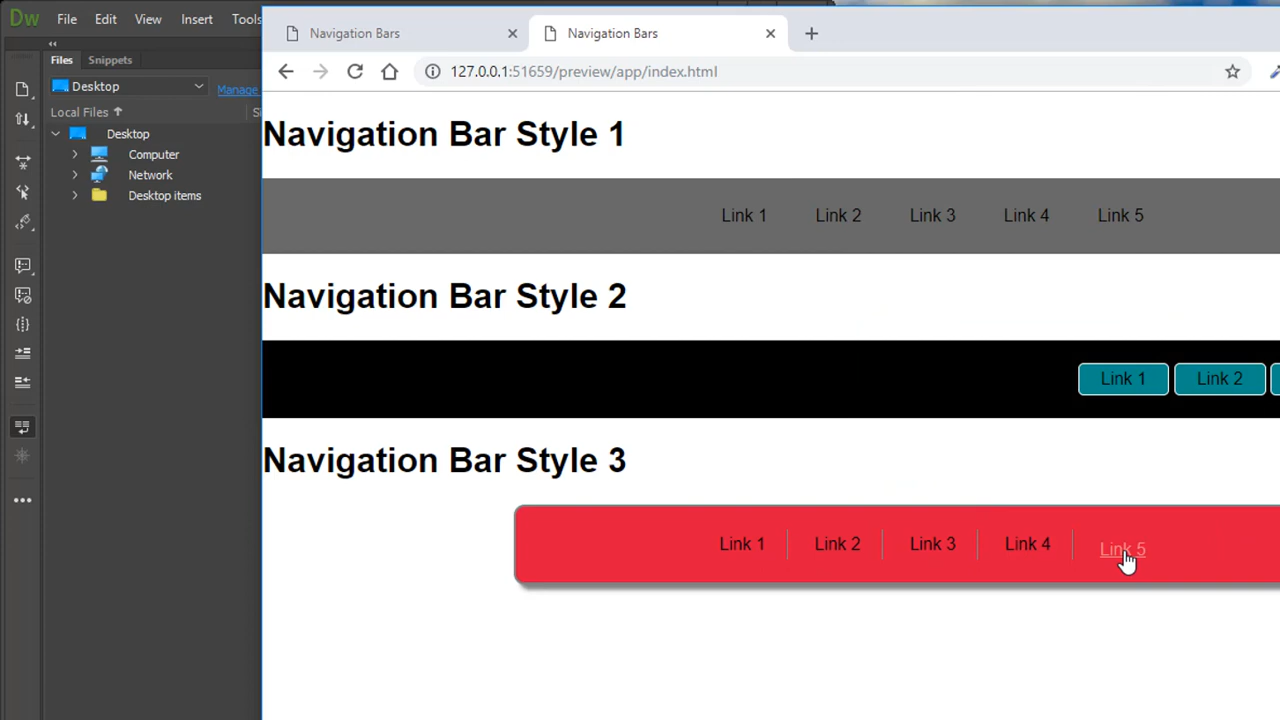 Dw File Edit View Insert Tools
Navigation Bars
Navigation Bars
Files Snippets
127.0.0.1:51659/preview/app/index.html
Desktop
Manage
Local Files
Desktop
Computer
Network
Desktop items
Navigation Bar Style 1
Link 1 Link 2 Link 3 Link 4 Link 5
Navigation Bar Style 2
Link 1 Link 2
Navigation Bar Style 3
Link 1 Link 2 Link 3 Link 4 Link 5